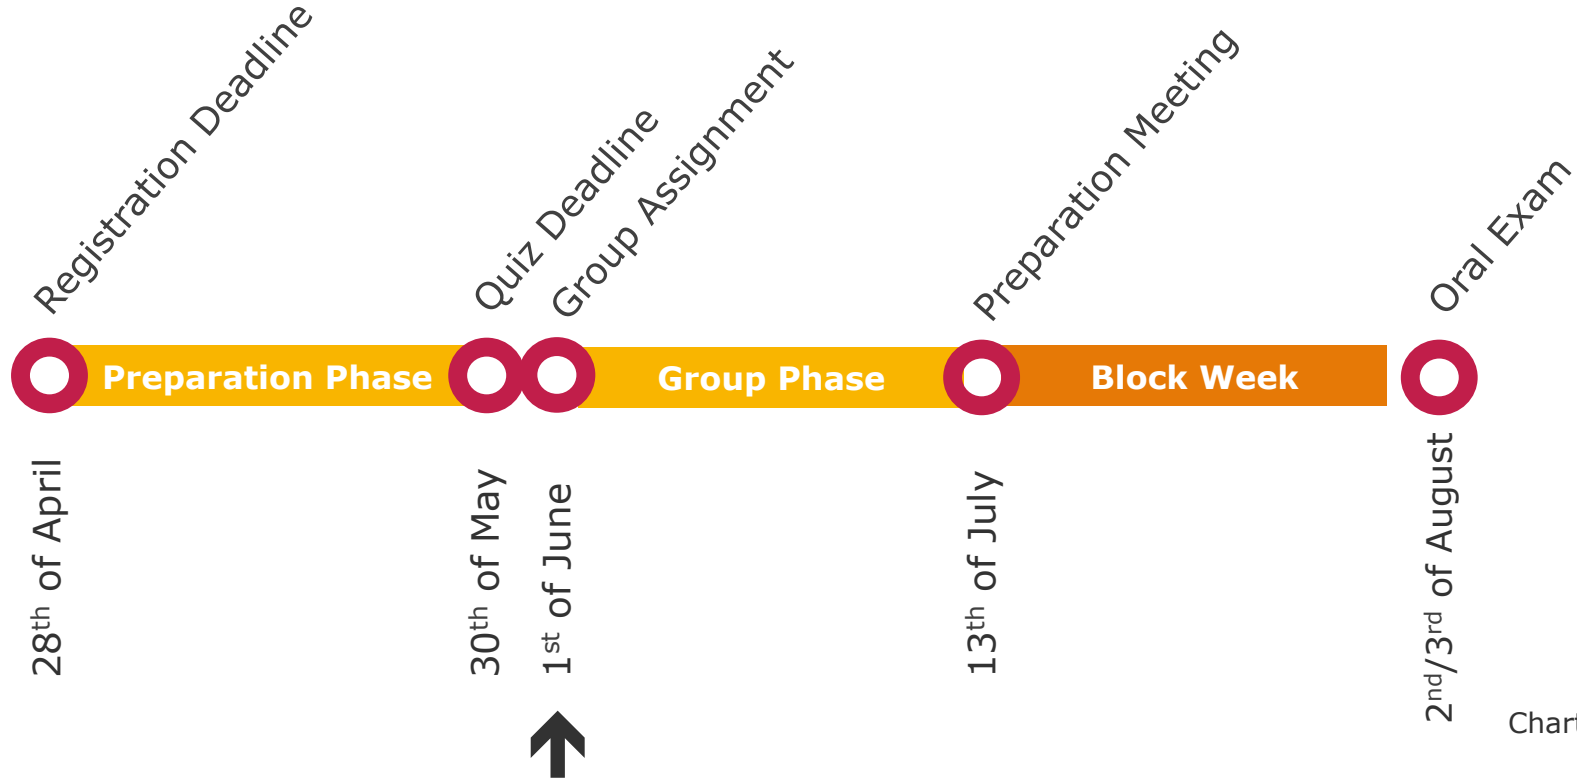 Registration Deadline
Quiz Deadline
Group Assignment
Preparation Meeting
Oral Exam
Preparation Phase
Group Phase
Block Week
28th of April
30th of May
1st of June
13th of July
2nd/3rd of August
Chart